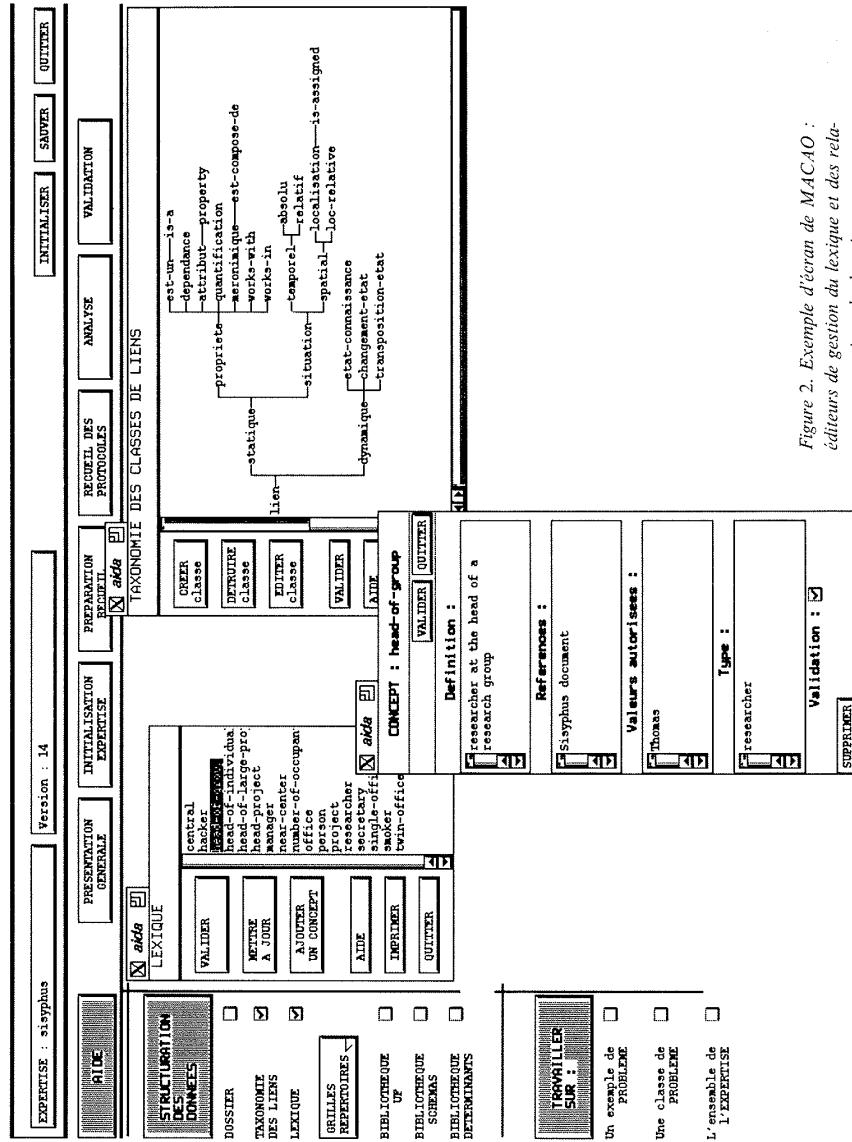 EXPERTISE : sisyphus
Version : 14
INITIALISER
SAUVER
QUITTER
AIDE
PRESENTATION
GENERALE
INITIALISATION
EXPERTISE
PREPARATION
RECUEIL
RECUEIL DES
PROTOCOLES
ANALYSE
VALIDATION
STRUCTURATION
DES
DONNEES
DOSSIER
TAXONOMIE
DES LIENS
LEXIQUE
GRILLES
REPERTOIRES
BIBLIOTHEQUE
UP
BIBLIOTHEQUE
SCHEMAS
BIBLIOTHEQUE
DETERMINANTS
TRAVAILLER
SUR :
Un exemple de
PROBLEME
Une classe de
PROBLEME
L'ensemble de
l'EXPERTISE
aida
LEXIQUE
VALIDER
METTRE
A JOUR
AJOUTER
UN CONCEPT
AIDE
IMPRIMER
QUITTER
central
hacker
head-of-group
head-of-individua
head-of-large-pro
head-project
manager
near-center
number-of-occupan
office
person
project
researcher
secretary
single-offi
smoker
twin-office
aida
TAXONOMIE DES CLASSES DE LIENS
CREER
classe
DETRUIRE
classe
EDITER
classe
VALIDER
AIDE
lien
statique
dynamique
propriete
situation
est-un is-a
dependance
attribut property
quantification
meronimique est-compose-de
works-with
works-in
temporel
absolu
relatif
spatial
localisation is-assigned
loc-relative
etat-connaissance
changement-etat
transposition-etat
aida
CONCEPT : head-of-group
VALIDER
QUITTER
Definition :
researcher at the head of a
research group
References :
Sisyphus document
Valeurs autorisees :
Thomas
Type :
researcher
Validation :
SUPPRIMER
Figure 2. Exemple d'écran de MACAO :
éditeurs de gestion du lexique et des rela-